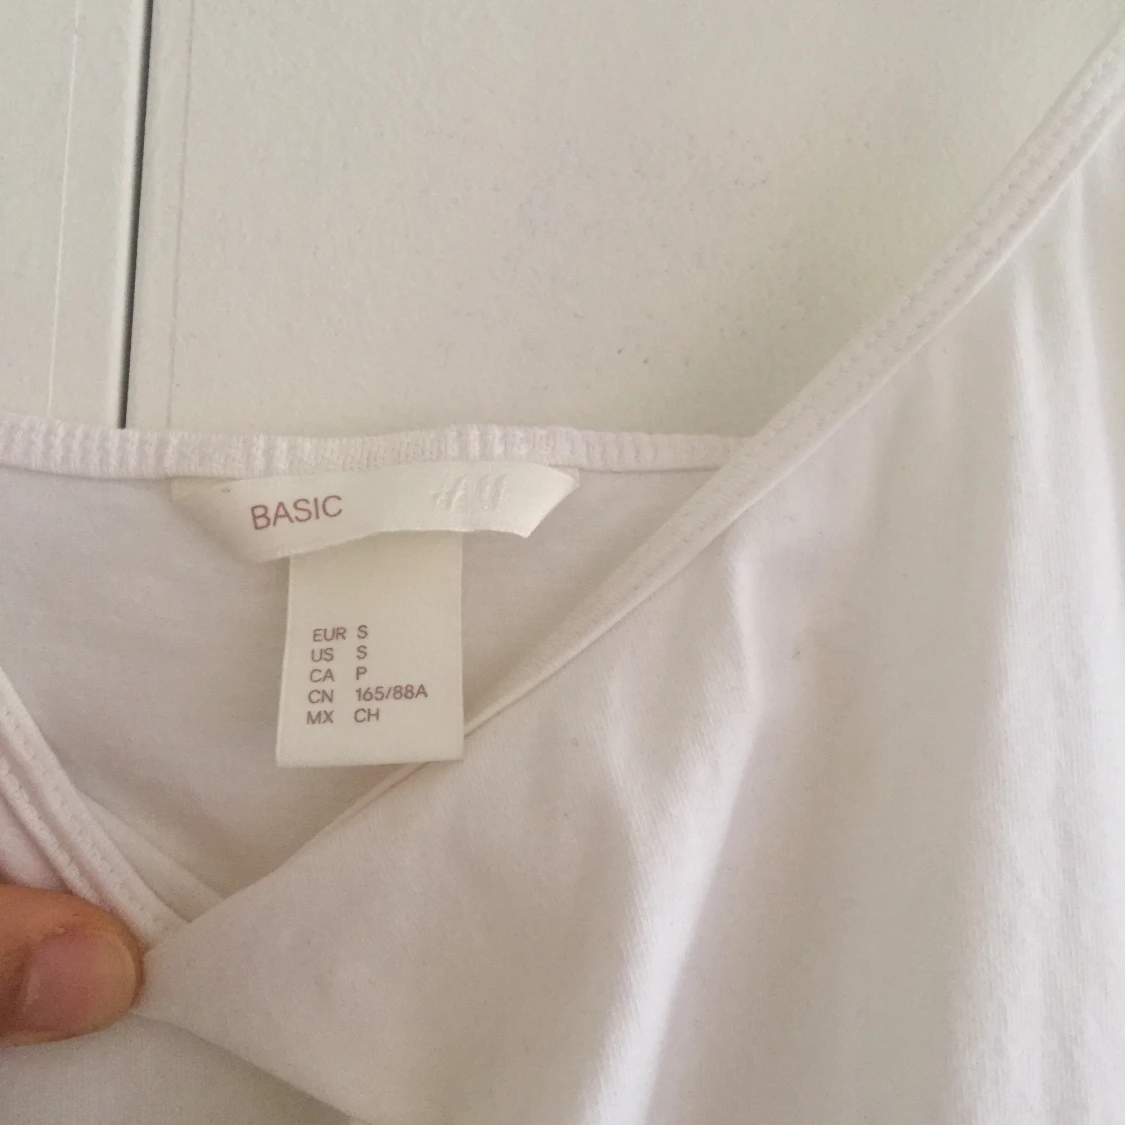 BASIC H&M
EUR S
US S
CA P
CN 165/88A
MX CH